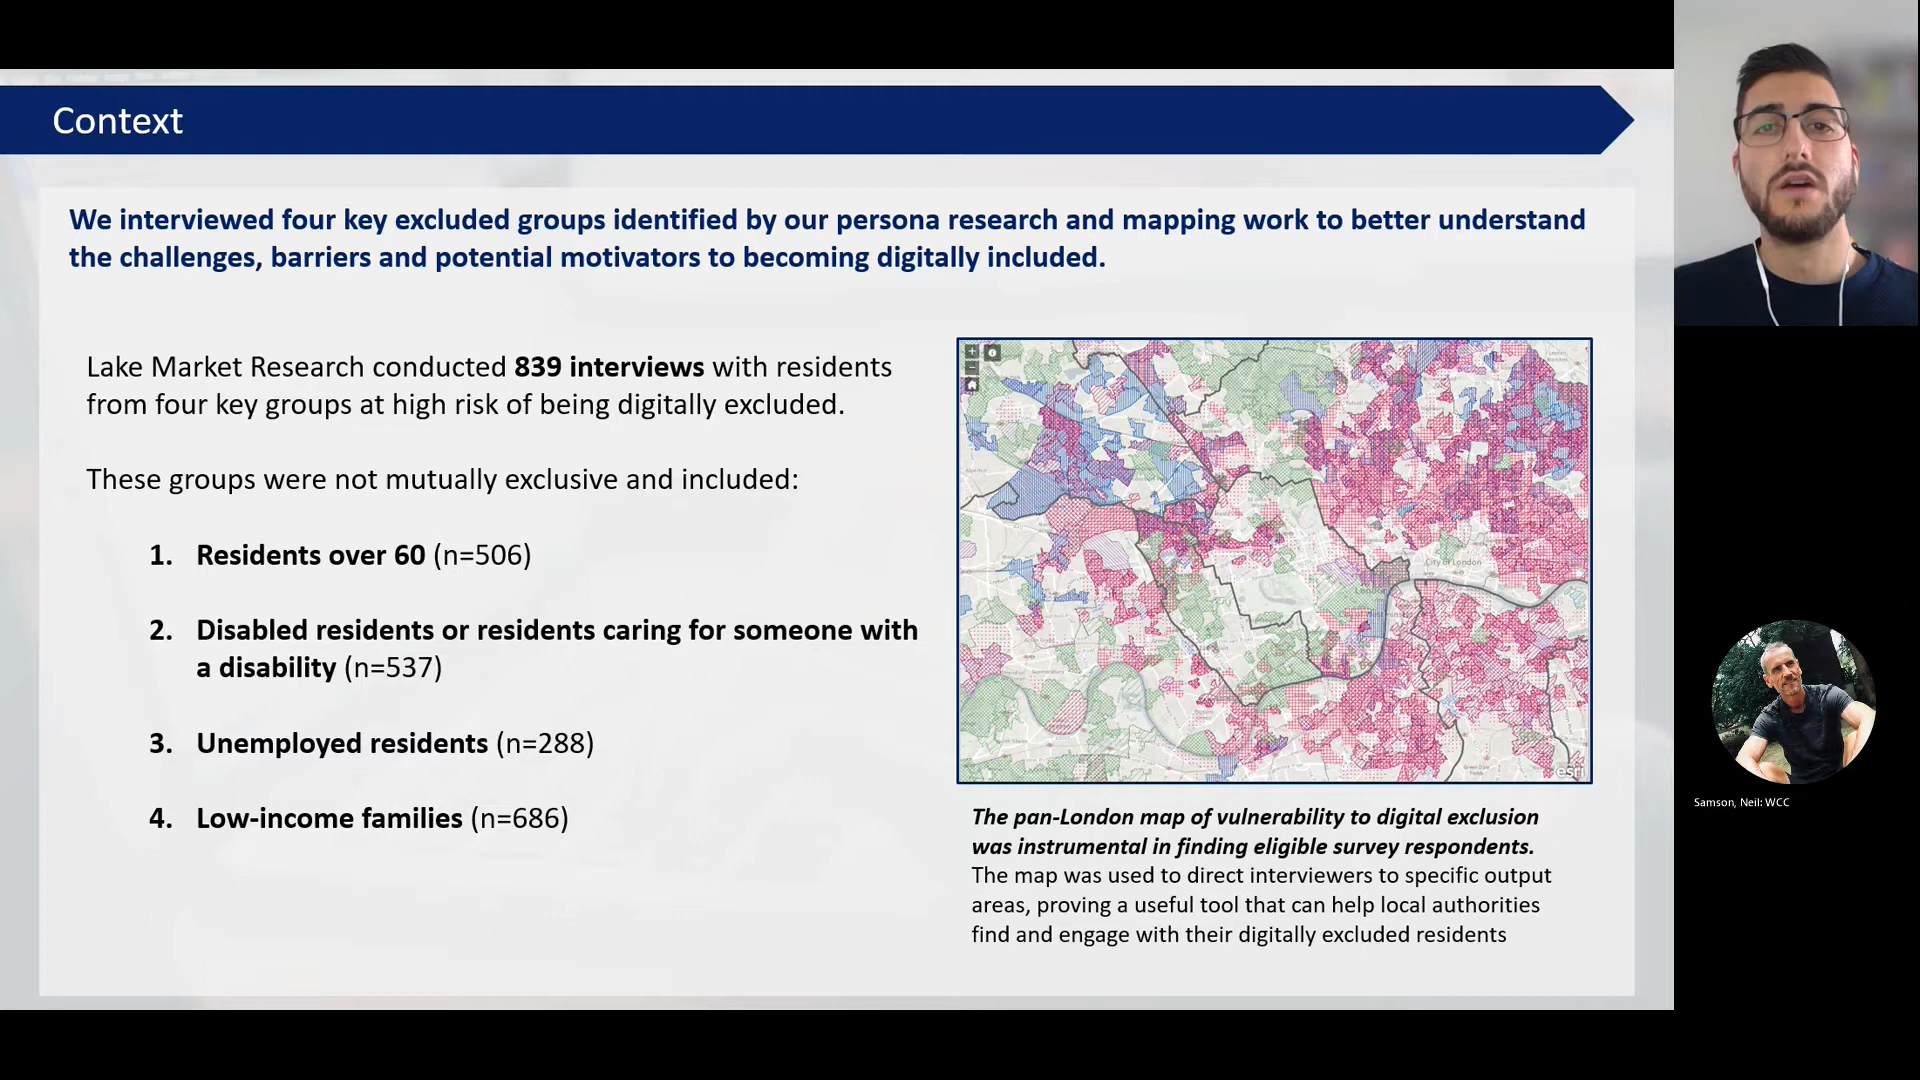 Context
We interviewed four key excluded groups identified by our persona research and mapping work to better understand
the challenges, barriers and potential motivators to becoming digitally included.
Lake Market Research conducted 839 interviews with residents
from four key groups at high risk of being digitally excluded.
These groups were not mutually exclusive and included:
1. Residents over 60 (n=506)
2. Disabled residents or residents caring for someone with
a disability (n=537)
3. Unemployed residents (n=288)
4. Low-income families (n=686)
City of London
London
esri
The pan-London map of vulnerability to digital exclusion
was instrumental in finding eligible survey respondents.
The map was used to direct interviewers to specific output
areas, proving a useful tool that can help local authorities
find and engage with their digitally excluded residents
Samson, Neil: WCC